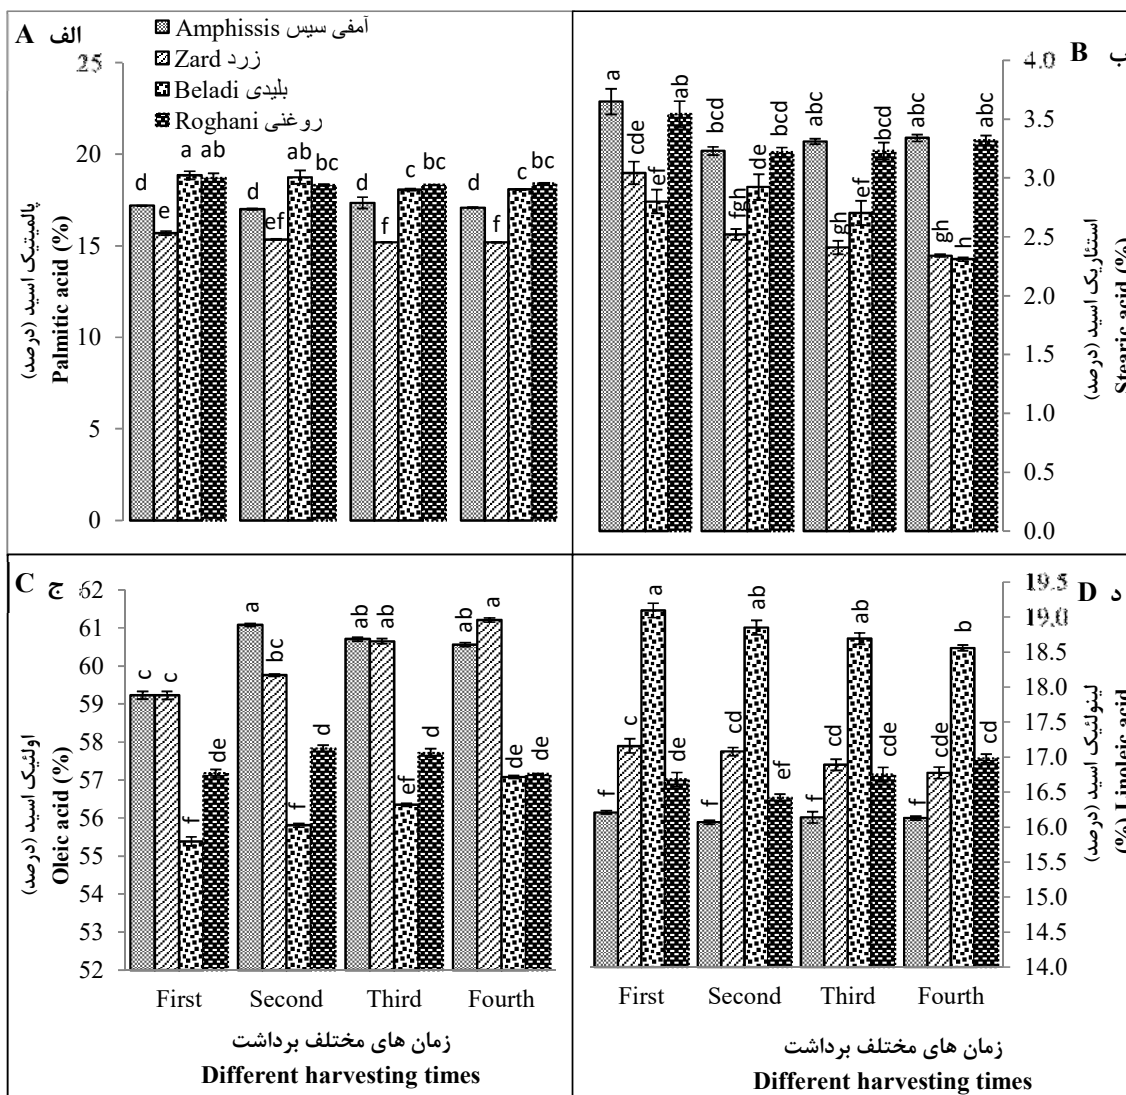 A الف
آمفی سیس Amphissis
زرد Zard
بلیدی Beladi
روغنی Roghani
25
20
15
10
5
0
پالمیتیک اسید (درصد)
Palmitic acid (%)
d e a ab
d ef ab bc
d f c bc
d f c bc
B ب
4.0
3.5
3.0
2.5
2.0
1.5
1.0
0.5
0.0
استئاریک اسید (درصد)
Stearic acid (%)
a cde ef ab
bcd fgh de bcd
abc gh ef bcd
abc gh h abc
C ج
62
61
60
59
58
57
56
55
54
53
52
اولئیک اسید (درصد)
Oleic acid (%)
c c f de
a bc f d
ab ab ef d
ab a de de
First Second Third Fourth
زمان های مختلف برداشت
Different harvesting times
D د
19.5
19.0
18.5
18.0
17.5
17.0
16.5
16.0
15.5
15.0
14.5
14.0
لینولئیک اسید (درصد)
(%) Linoleic acid
f c a de
f cd ab ef
f cd ab cde
f cde b cd
First Second Third Fourth
زمان های مختلف برداشت
Different harvesting times